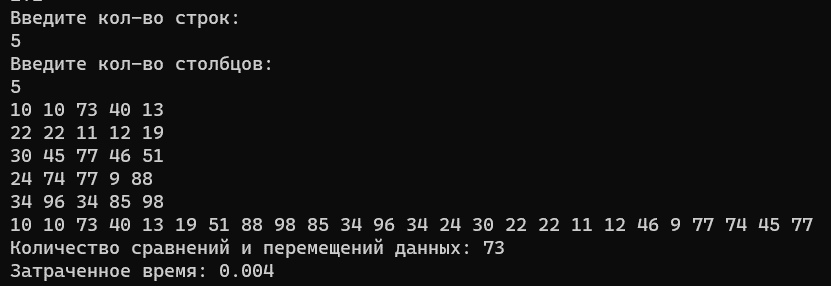 Введите кол-во строк:
5
Введите кол-во столбцов:
5
10 10 73 40 13
22 22 11 12 19
30 45 77 46 51
24 74 77 9 88
34 96 34 85 98
10 10 73 40 13 19 51 88 98 85 34 96 34 24 30 22 22 11 12 46 9 77 74 45 77
Количество сравнений и перемещений данных: 73
Затраченное время: 0.004